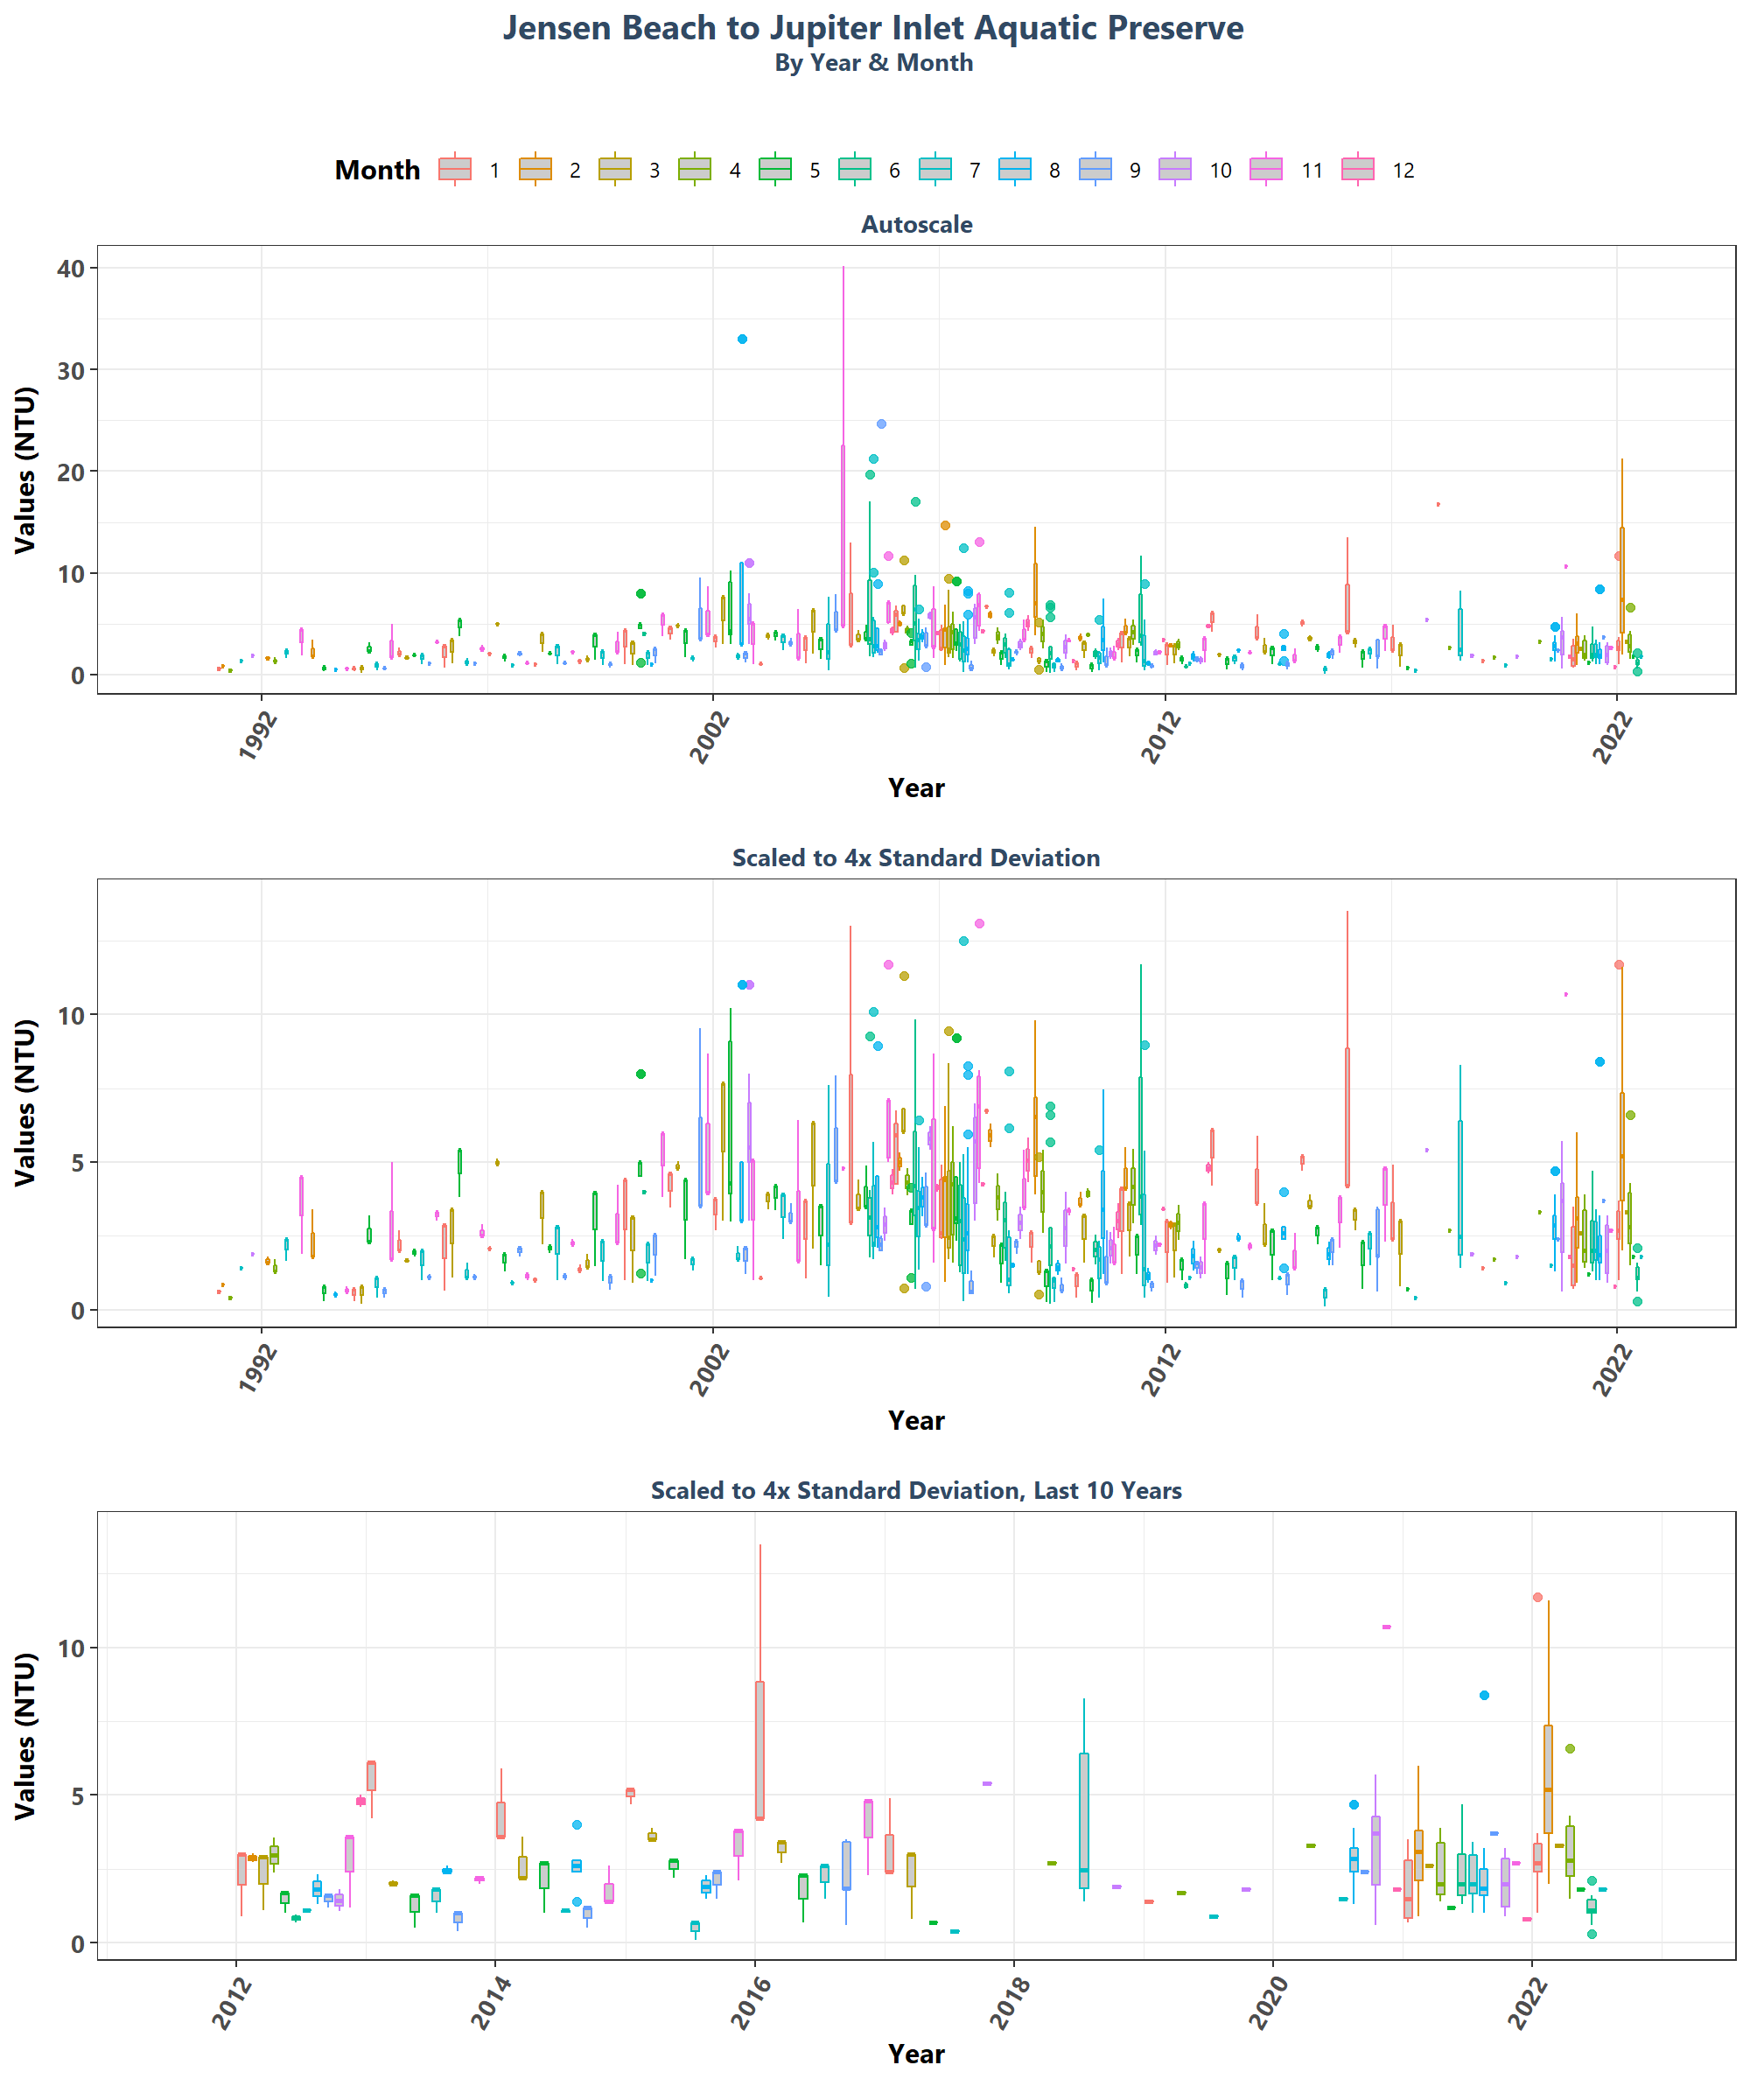 Jensen Beach to Jupiter Inlet Aquatic Preserve
By Year & Month
Month 1 2 3 4 5 6 7 8 9 10 11 12
Autoscale
Values (NTU)
40
30
20
10
0
1992 2002 2012 2022
Year
Scaled to 4x Standard Deviation
Values (NTU)
10
5
0
1992 2002 2012 2022
Year
Scaled to 4x Standard Deviation, Last 10 Years
Values (NTU)
10
5
0
2012 2014 2016 2018 2020 2022
Year